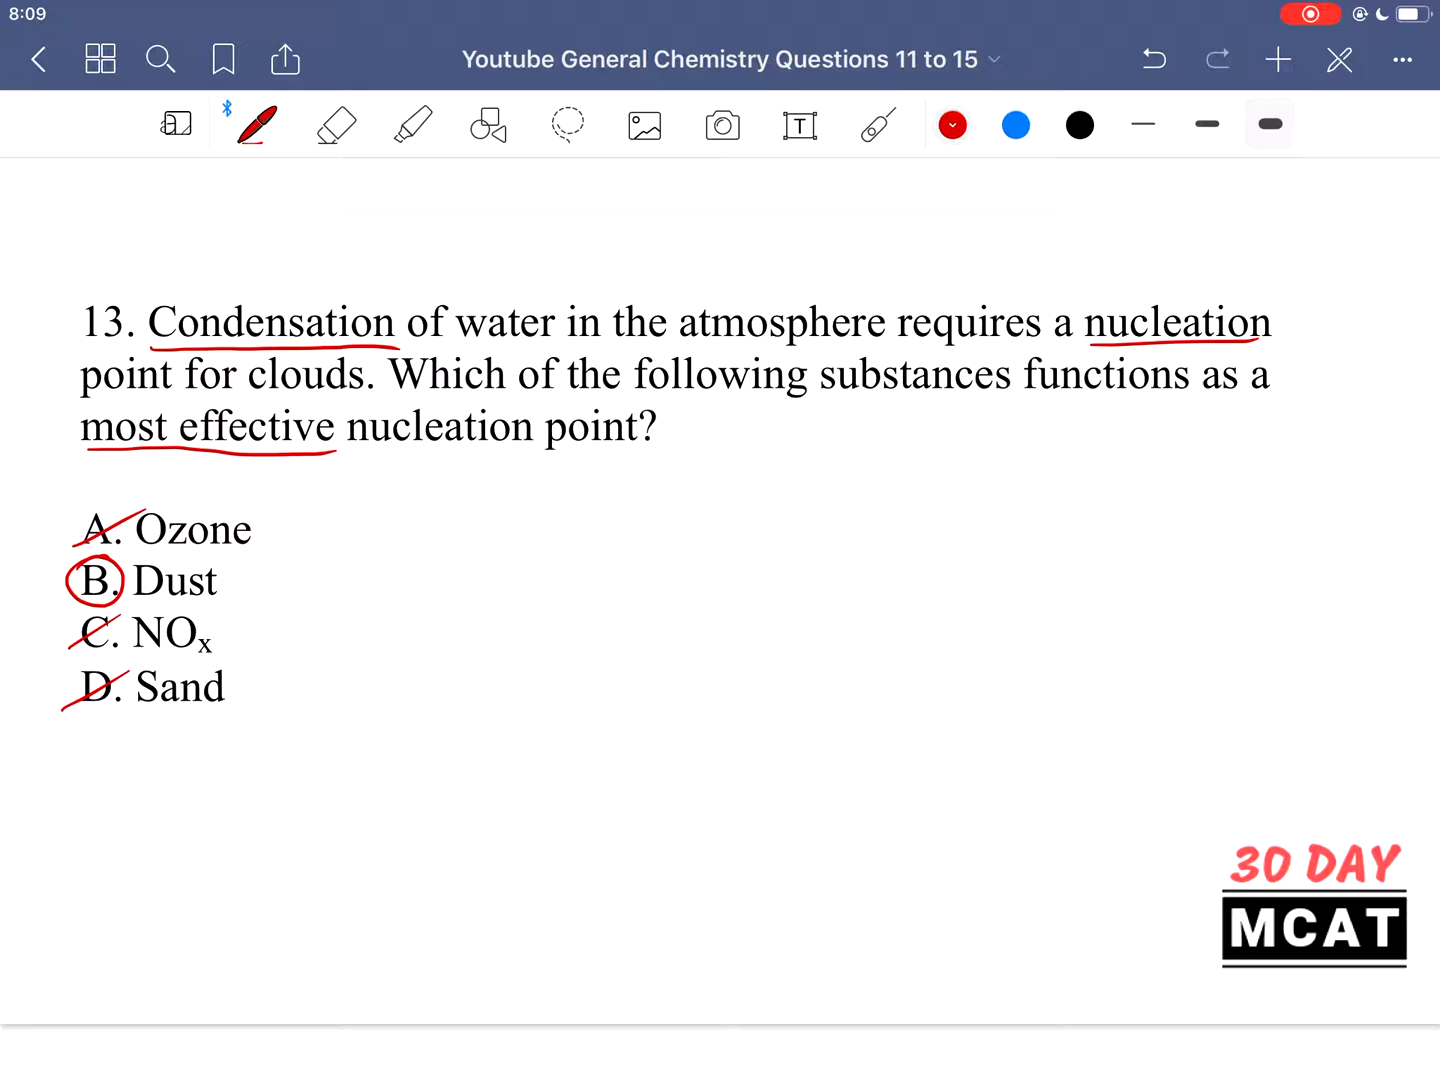 8:09
Youtube General Chemistry Questions 11 to 15
13. Condensation of water in the atmosphere requires a nucleation
point for clouds. Which of the following substances functions as a
most effective nucleation point?
A. Ozone
B. Dust
C. NOx
D. Sand
30 DAY
MCAT